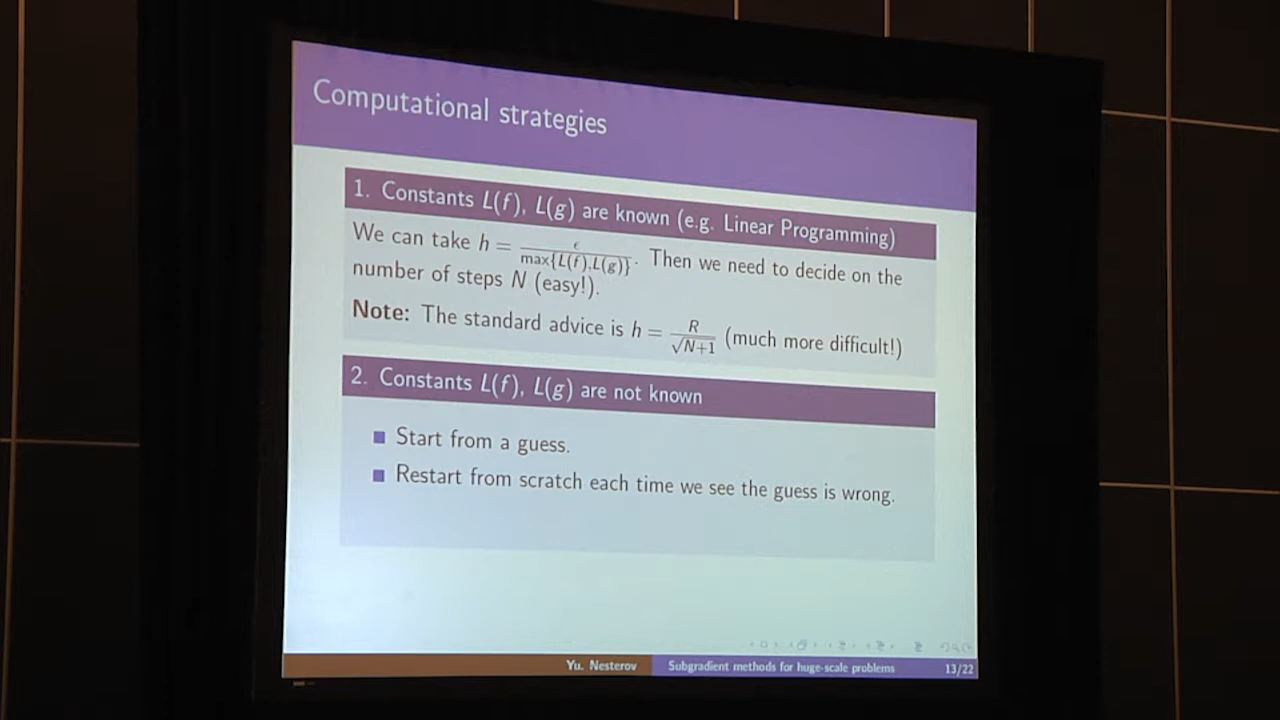 Computational strategies
1. Constants L(f), L(g) are known (e.g. Linear Programming)
We can take h = ϵ / max{L(f),L(g)}. Then we need to decide on the
number of steps N (easy!).
Note: The standard advice is h = R / √N+1 (much more difficult!)
2. Constants L(f), L(g) are not known
Start from a guess.
Restart from scratch each time we see the guess is wrong.
Yu. Nesterov Subgradient methods for huge-scale problems 13/22